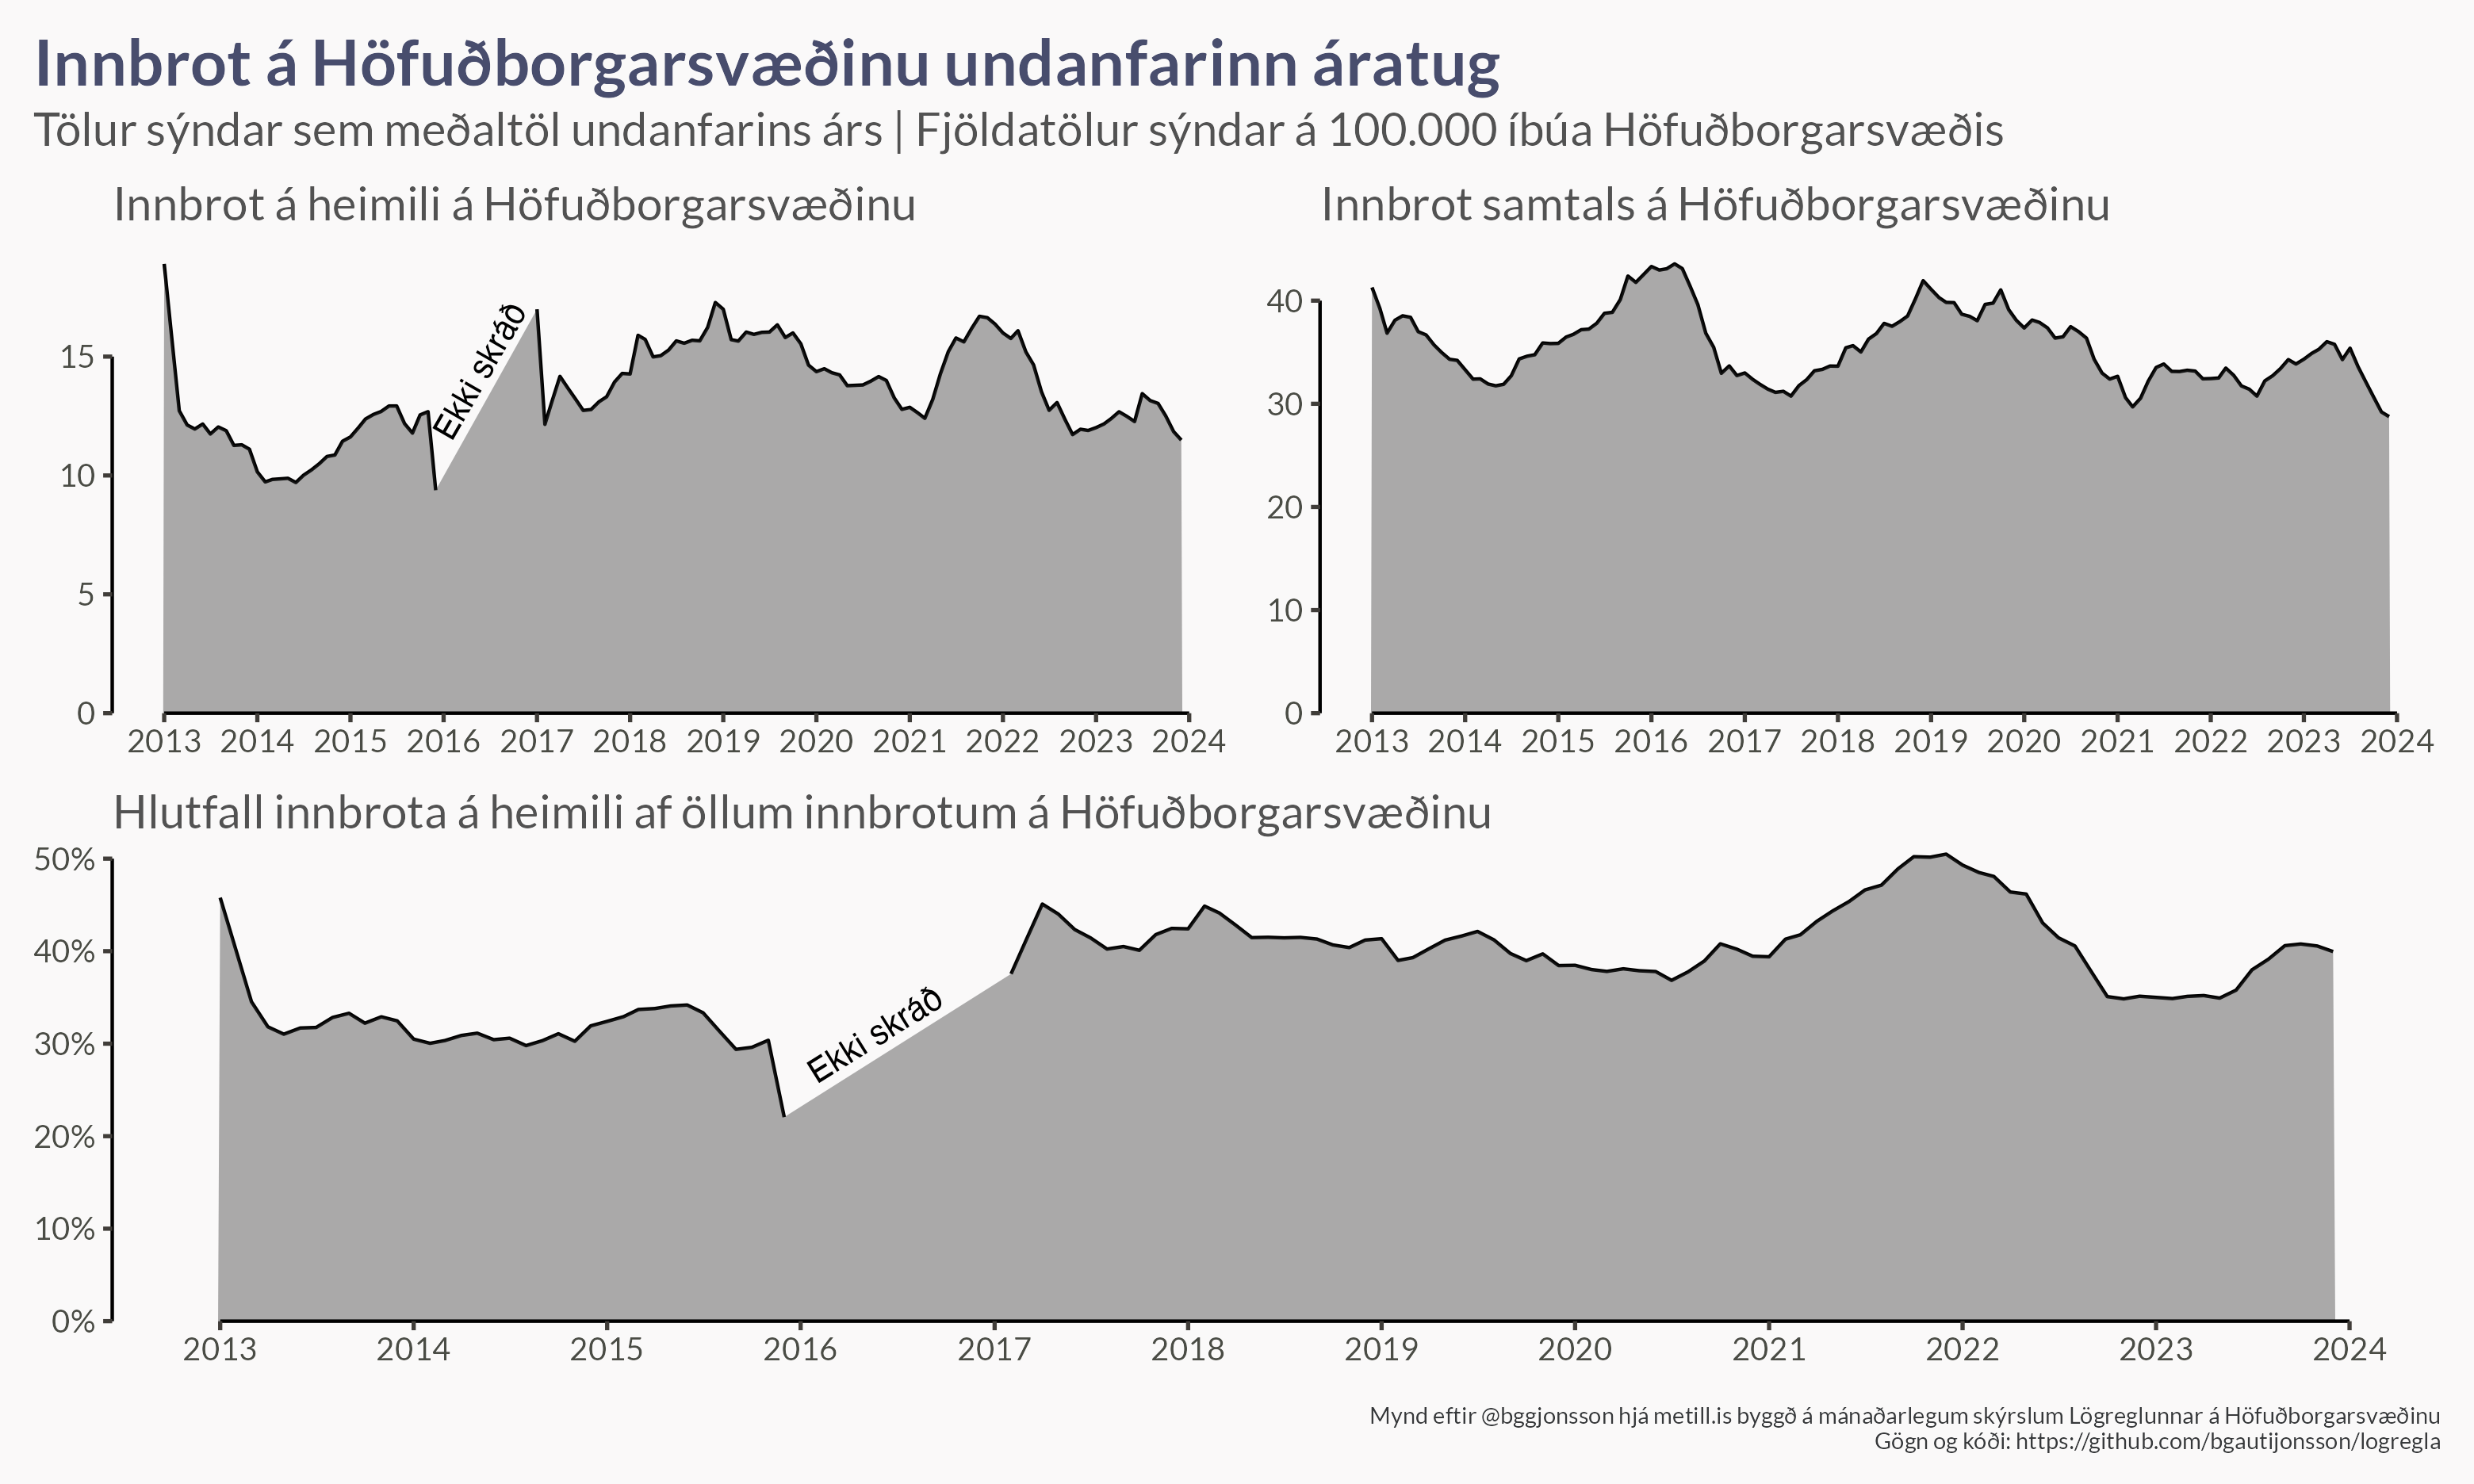 Innbrot á Höfuðborgarsvæðinu undanfarinn áratug
Tölur sýndar sem meðaltöl undanfarins árs | Fjöldatölur sýndar á 100.000 íbúa Höfuðborgarsvæðis
Innbrot á heimili á Höfuðborgarsvæðinu
15
10
5
0
Ekki skráð
2013 2014 2015 2016 2017 2018 2019 2020 2021 2022 2023 2024
Innbrot samtals á Höfuðborgarsvæðinu
40
30
20
10
0
2013 2014 2015 2016 2017 2018 2019 2020 2021 2022 2023 2024
Hlutfall innbrota á heimili af öllum innbrotum á Höfuðborgarsvæðinu
50%
40%
30%
20%
10%
0%
Ekki skráð
2013 2014 2015 2016 2017 2018 2019 2020 2021 2022 2023 2024
Mynd eftir @bggjonsson hjá metill.is byggð á mánaðarlegum skýrslum Lögreglunnar á Höfuðborgarsvæðinu
Gögn og kóði: https://github.com/bgautijonsson/logregla